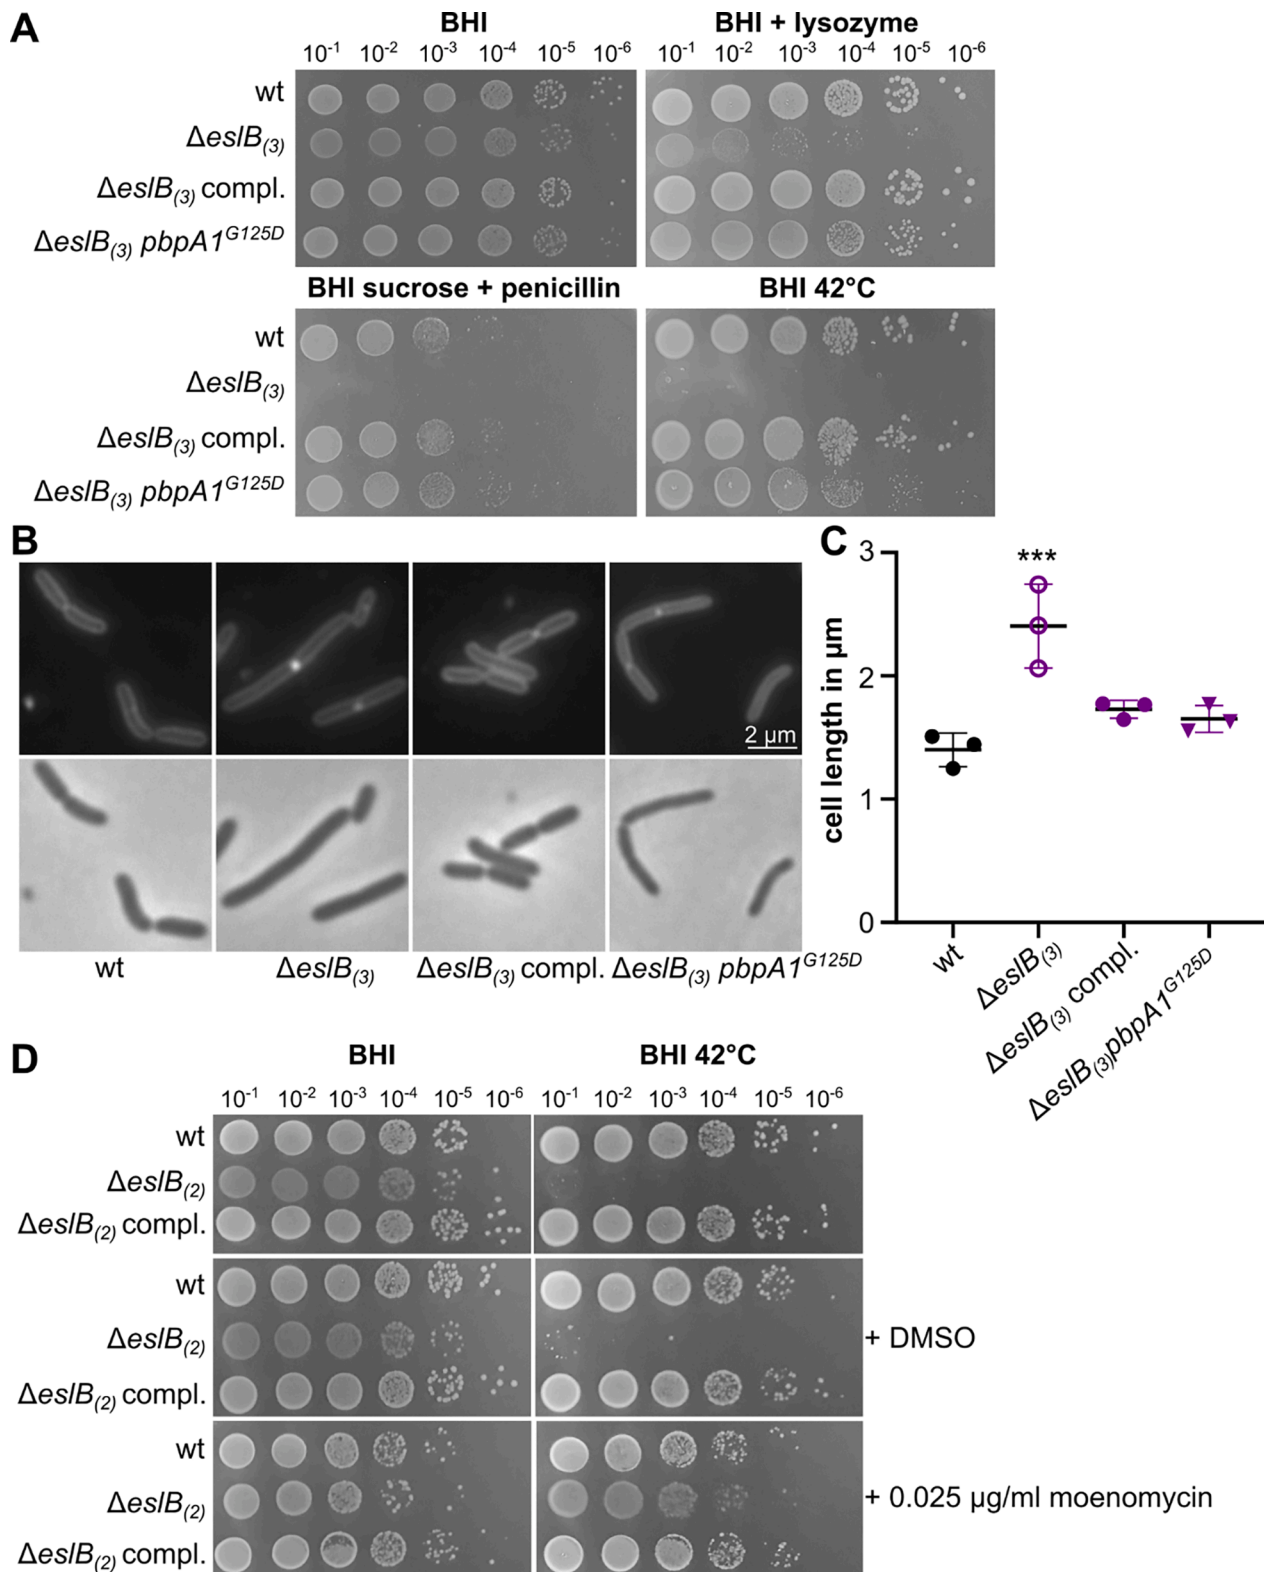 A
BHI
BHI + lysozyme
10-1 10-2 10-3 10-4 10-5 10-6
10-1 10-2 10-3 10-4 10-5 10-6
wt
ΔeslB(3)
ΔeslB(3) compl.
ΔeslB(3) pbpA1G125D
BHI sucrose + penicillin
BHI 42°C
wt
ΔeslB(3)
ΔeslB(3) compl.
ΔeslB(3) pbpA1G125D
B
2 µm
wt
ΔeslB(3)
ΔeslB(3) compl.
ΔeslB(3) pbpA1G125D
C
cell length in µm
3
2
1
0
***
wt
ΔeslB(3)
ΔeslB(3) compl.
ΔeslB(3)pbpA1G125D
D
BHI
BHI 42°C
10-1 10-2 10-3 10-4 10-5 10-6
10-1 10-2 10-3 10-4 10-5 10-6
wt
ΔeslB(2)
ΔeslB(2) compl.
wt
ΔeslB(2)
+ DMSO
ΔeslB(2) compl.
wt
ΔeslB(2)
+ 0.025 µg/ml moenomycin
ΔeslB(2) compl.